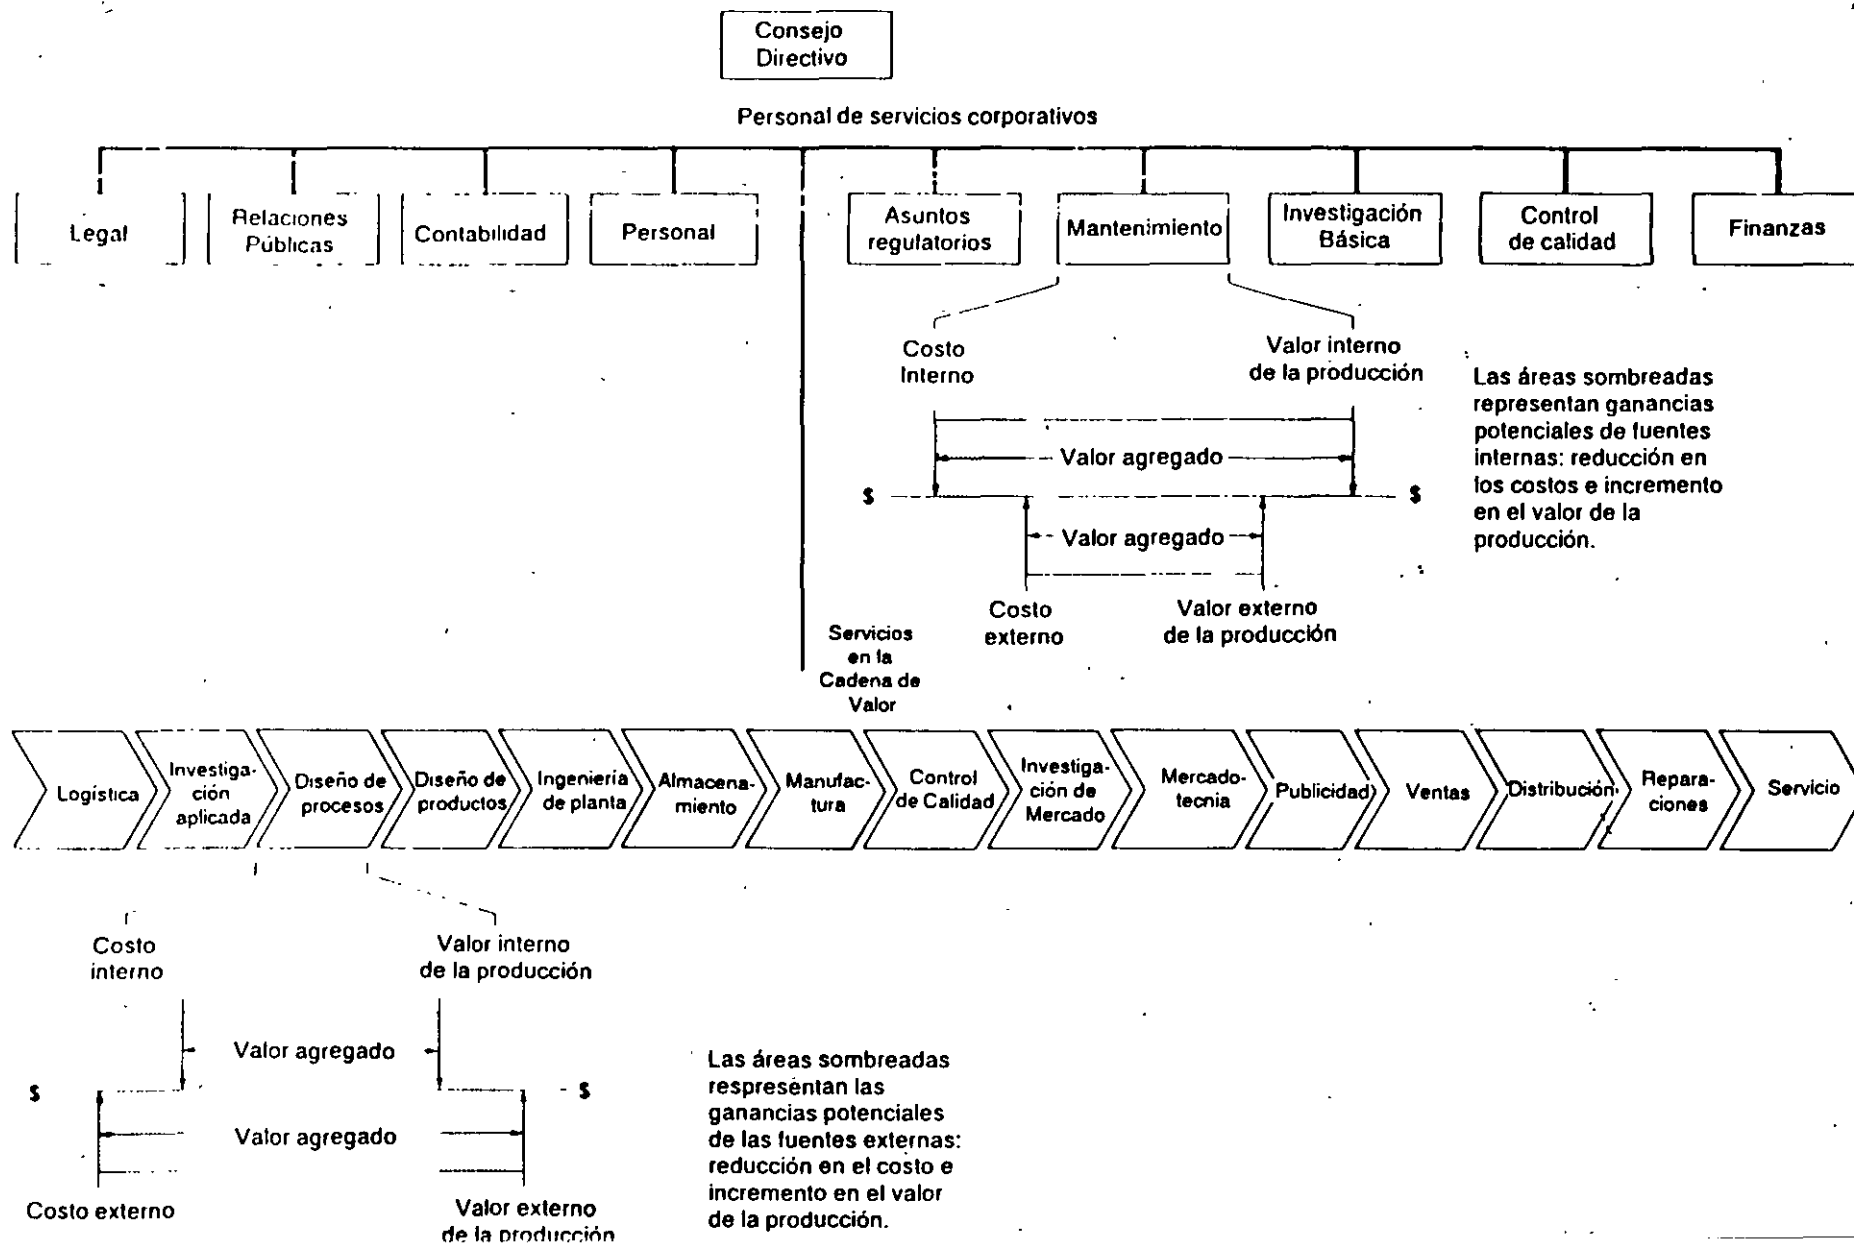 Consejo
Directivo
Personal de servicios corporativos
Legal
Relaciones
Públicas
Contabilidad
Personal
Asuntos
regulatorios
Mantenimiento
Investigación
Básica
Control
de calidad
Finanzas
Costo
Interno
Valor interno
de la producción
Valor agregado
$
$
Valor agregado
Costo
externo
Valor externo
de la producción
Las áreas sombreadas
representan ganancias
potenciales de fuentes
internas: reducción en
los costos e incremento
en el valor de la
producción.
Servicios
en la
Cadena de
Valor
Logística
Investiga-
ción
aplicada
Diseño de
procesos
Diseño de
productos
Ingeniería
de planta
Almacena-
miento
Manufac-
tura
Control
de Calidad
Investiga-
ción de
Mercado
Mercado-
tecnia
Publicidad
Ventas
Distribución
Repara-
ciones
Servicio
Costo
interno
Valor interno
de la producción
Valor agregado
$
$
Valor agregado
Costo externo
Valor externo
de la producción
Las áreas sombreadas
respresentan las
ganancias potenciales
de las fuentes externas:
reducción en el costo e
incremento en el valor
de la producción.